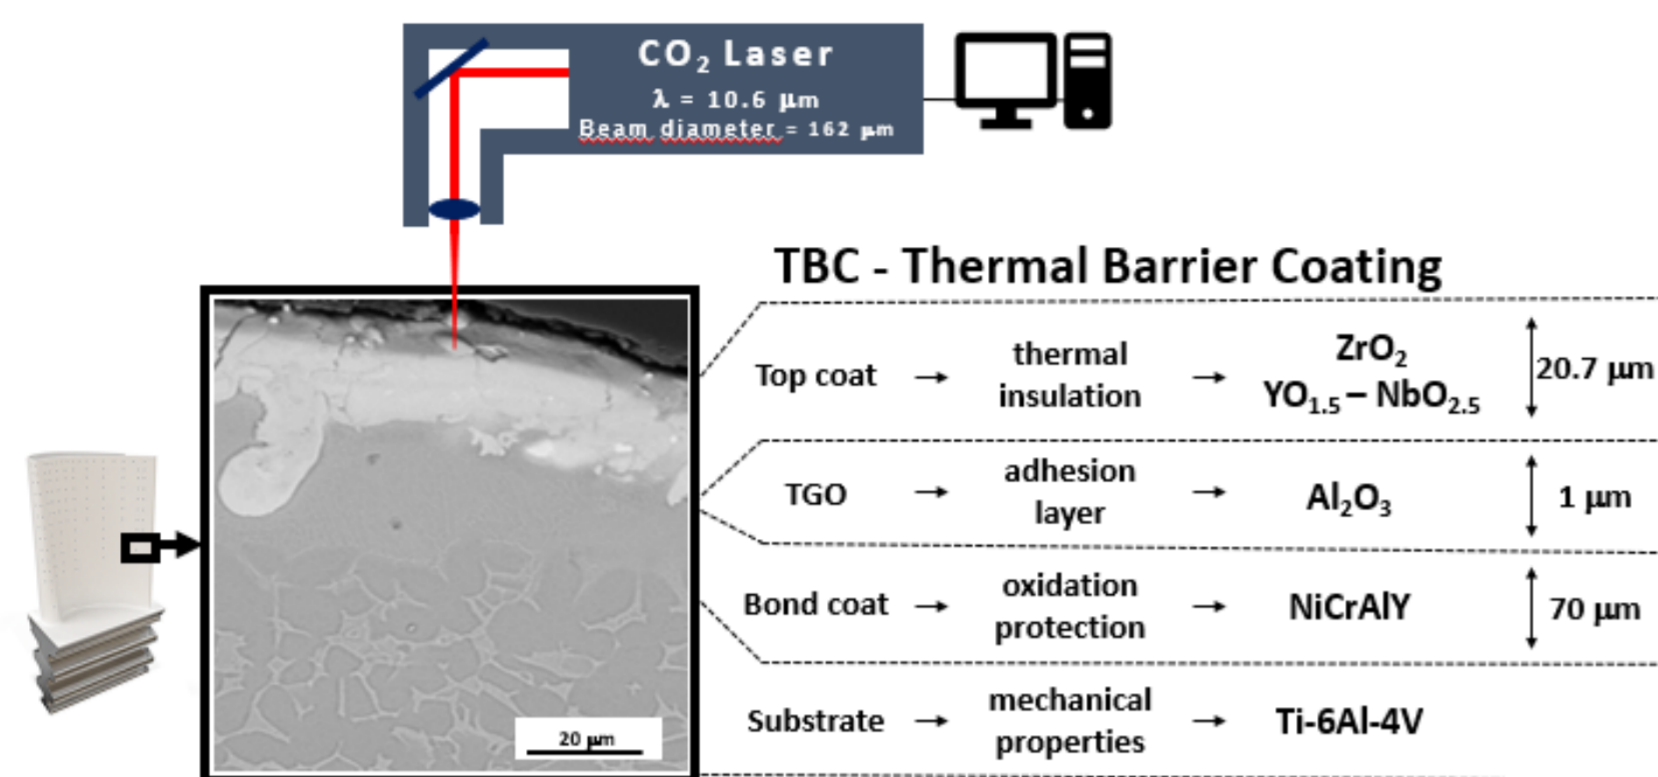 CO₂ Laser
λ = 10.6 μm
Beam diameter = 162 μm
TBC - Thermal Barrier Coating
Top coat → thermal insulation → ZrO₂ YO₁.₅ – NbO₂.₅ 20.7 μm
TGO → adhesion layer → Al₂O₃ 1 μm
Bond coat → oxidation protection → NiCrAlY 70 μm
Substrate → mechanical properties → Ti-6Al-4V
20 μm